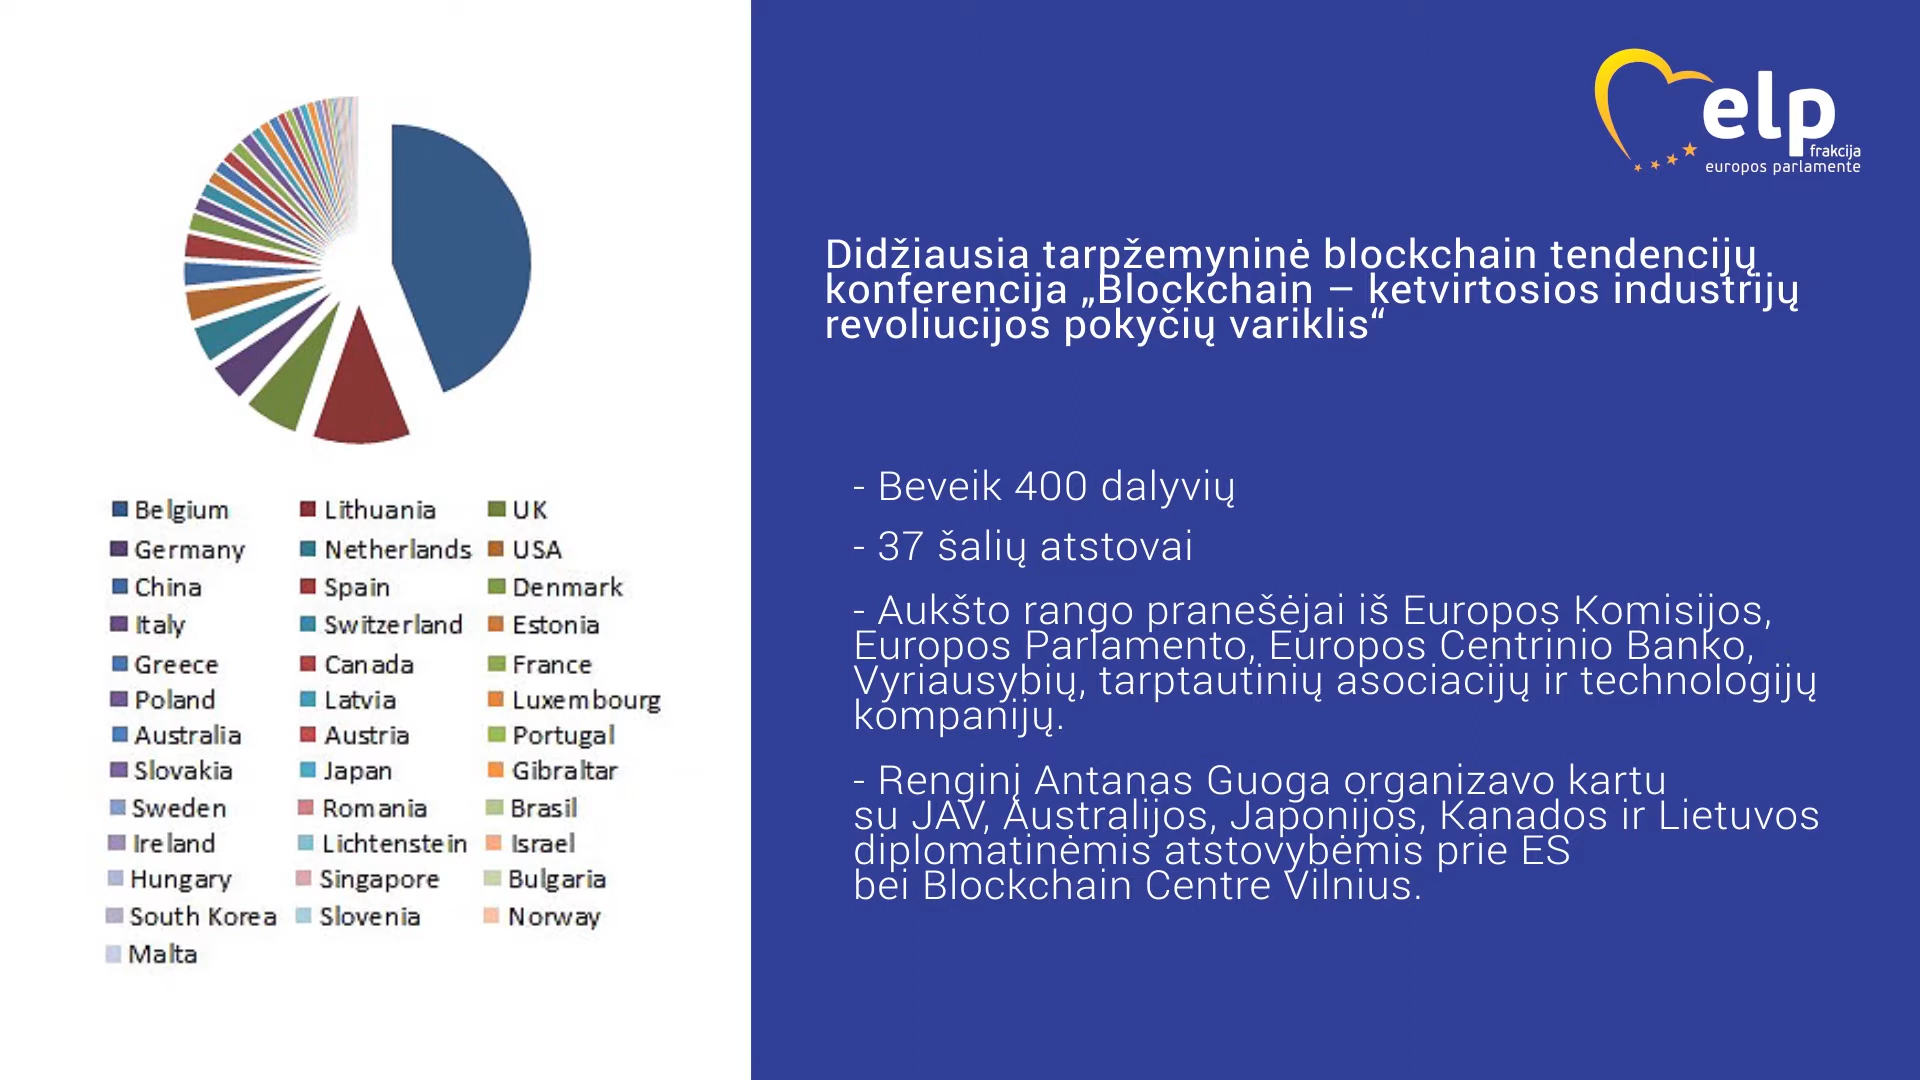 Belgium Lithuania UK
Germany Netherlands USA
China Spain Denmark
Italy Switzerland Estonia
Greece Canada France
Poland Latvia Luxembourg
Australia Austria Portugal
Slovakia Japan Gibraltar
Sweden Romania Brasil
Ireland Lichtenstein Israel
Hungary Singapore Bulgaria
South Korea Slovenia Norway
Malta
elp
frakcija
europos parlamente
Didžiausia tarpžemyninė blockchain tendencijų
konferencija „Blockchain – ketvirtosios industrijų
revoliucijos pokyčių variklis“
- Beveik 400 dalyvių
- 37 šalių atstovai
- Aukšto rango pranešėjai iš Europos Komisijos,
Europos Parlamento, Europos Centrinio Banko,
Vyriausybių, tarptautinių asociacijų ir technologijų
kompanijų.
- Renginį Antanas Guoga organizavo kartu
su JAV, Australijos, Japonijos, Kanados ir Lietuvos
diplomatinėmis atstovybėmis prie ES
bei Blockchain Centre Vilnius.